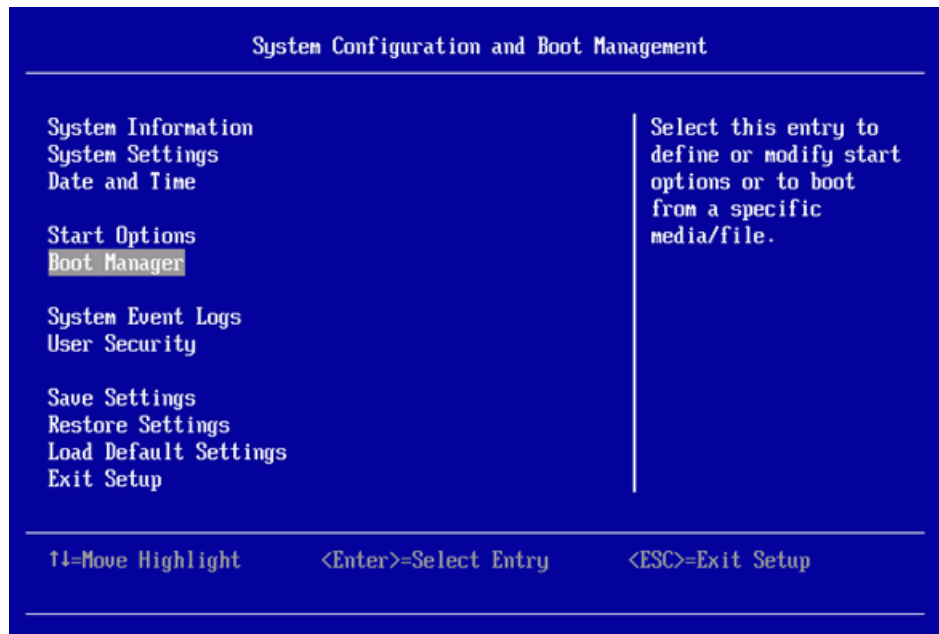 System Configuration and Boot Management
System Information
System Settings
Date and Time
Start Options
Boot Manager
System Event Logs
User Security
Save Settings
Restore Settings
Load Default Settings
Exit Setup
Select this entry to
define or modify start
options or to boot
from a specific
media/file.
↑↓=Move Highlight <Enter>=Select Entry <ESC>=Exit Setup